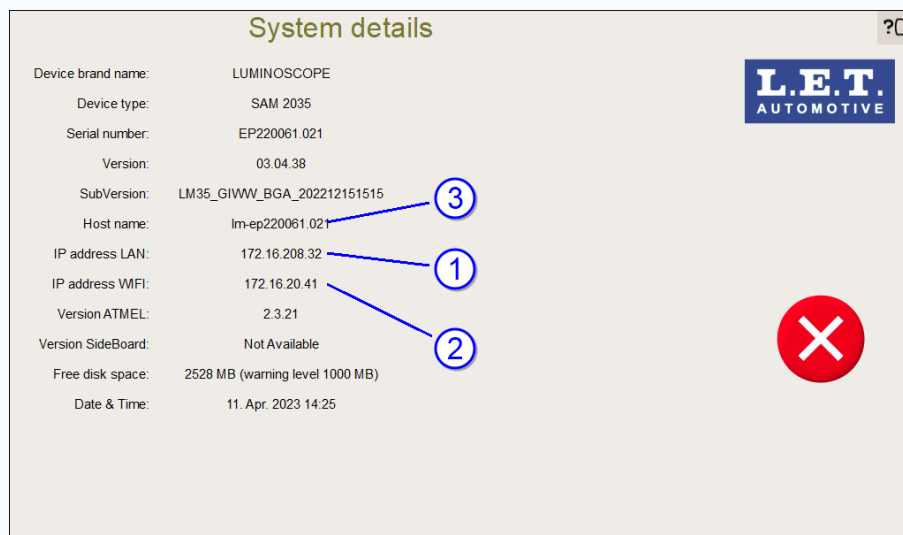 System details
?
Device brand name: LUMINOSCOPE
L.E.T.
AUTOMOTIVE
Device type: SAM 2035
Serial number: EP220061.021
Version: 03.04.38
SubVersion: LM35_GIWW_BGA_202212151515
3
Host name: lm-ep220061.021
IP address LAN: 172.16.208.32
1
IP address WIFI: 172.16.20.41
Version ATMEL: 2.3.21
Version SideBoard: Not Available
2
Free disk space: 2528 MB (warning level 1000 MB)
Date & Time: 11. Apr. 2023 14:25